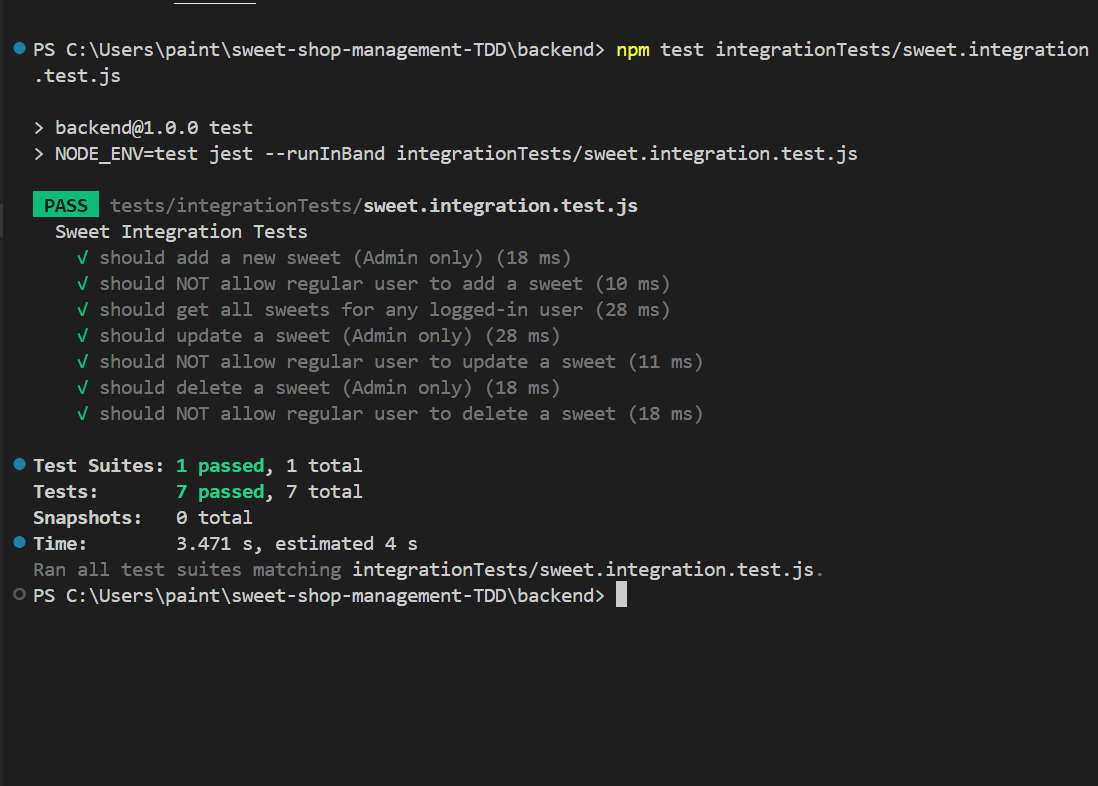 PS C:\Users\paint\sweet-shop-management-TDD\backend> npm test integrationTests/sweet.integration
.test.js
> backend@1.0.0 test
> NODE_ENV=test jest --runInBand integrationTests/sweet.integration.test.js
PASS tests/integrationTests/sweet.integration.test.js
Sweet Integration Tests
√ should add a new sweet (Admin only) (18 ms)
√ should NOT allow regular user to add a sweet (10 ms)
√ should get all sweets for any logged-in user (28 ms)
√ should update a sweet (Admin only) (28 ms)
√ should NOT allow regular user to update a sweet (11 ms)
√ should delete a sweet (Admin only) (18 ms)
√ should NOT allow regular user to delete a sweet (18 ms)
Test Suites: 1 passed, 1 total
Tests: 7 passed, 7 total
Snapshots: 0 total
Time: 3.471 s, estimated 4 s
Ran all test suites matching integrationTests/sweet.integration.test.js.
PS C:\Users\paint\sweet-shop-management-TDD\backend>